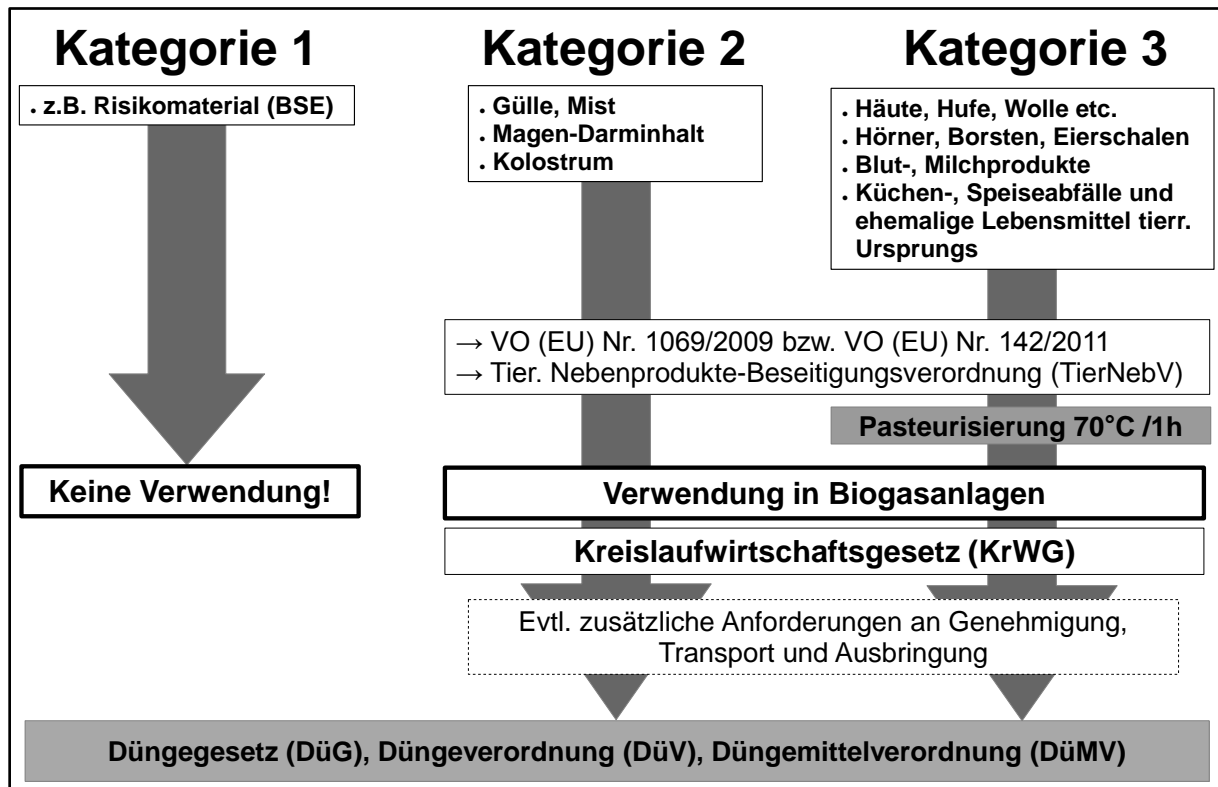 Kategorie 1
. z.B. Risikomaterial (BSE)
Keine Verwendung!
Kategorie 2
. Gülle, Mist
. Magen-Darminhalt
. Kolostrum
Kategorie 3
. Häute, Hufe, Wolle etc.
. Hörner, Borsten, Eierschalen
. Blut-, Milchprodukte
. Küchen-, Speiseabfälle und
ehemalige Lebensmittel tierr.
Ursprungs
→ VO (EU) Nr. 1069/2009 bzw. VO (EU) Nr. 142/2011
→ Tier. Nebenprodukte-Beseitigungsverordnung (TierNebV)
Pasteurisierung 70°C /1h
Verwendung in Biogasanlagen
Kreislaufwirtschaftsgesetz (KrWG)
Evtl. zusätzliche Anforderungen an Genehmigung,
Transport und Ausbringung
Düngegesetz (DüG), Düngeverordnung (DüV), Düngemittelverordnung (DüMV)